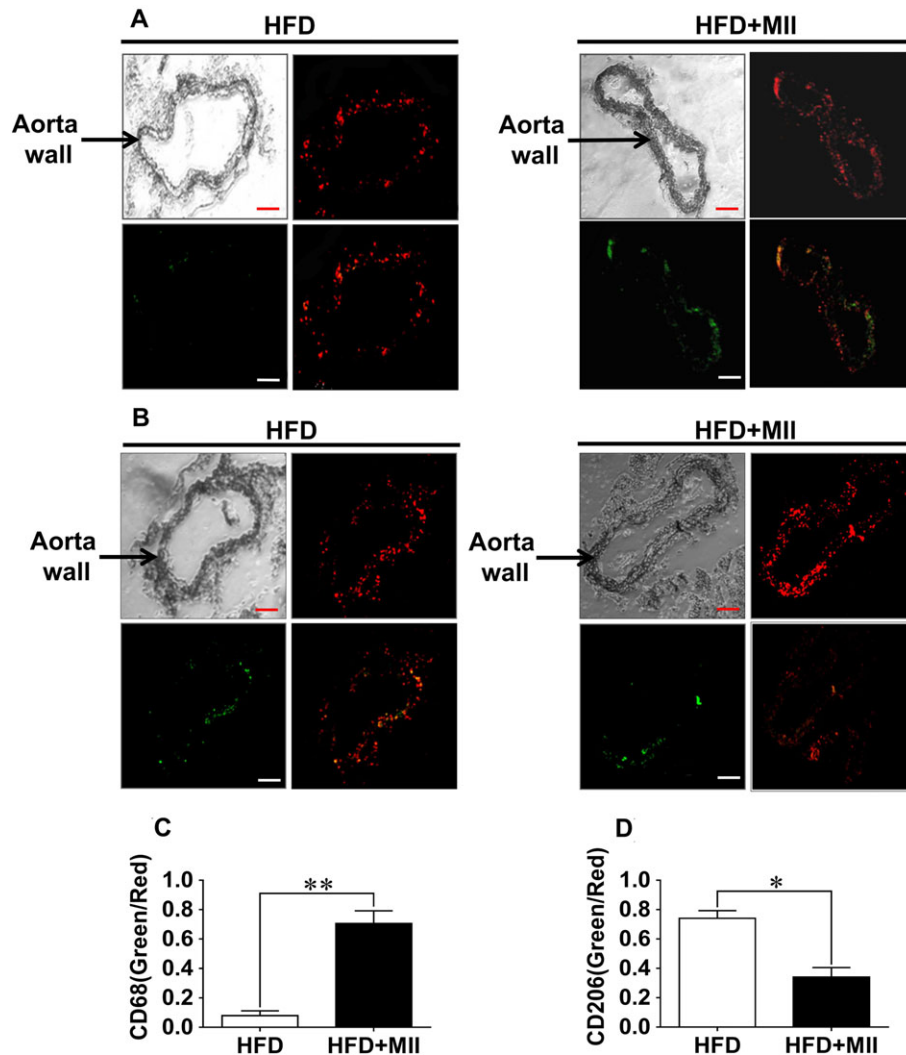 A
HFD
HFD+MII
Aorta
wall
Aorta
wall
B
HFD
HFD+MII
Aorta
wall
Aorta
wall
C
D
CD68(Green/Red)
1.0
0.8
0.6
0.4
0.2
0.0
**
HFD
HFD+MII
CD206(Green/Red)
1.0
0.8
0.6
0.4
0.2
0.0
*
HFD
HFD+MII